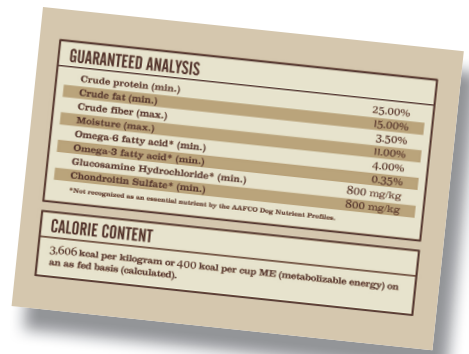 GUARANTEED ANALYSIS
Crude protein (min.) 25.00%
Crude fat (min.) 15.00%
Crude fiber (max.) 3.50%
Moisture (max.) 11.00%
Omega-6 fatty acid* (min.) 4.00%
Omega-3 fatty acid* (min.) 0.35%
Glucosamine Hydrochloride* (min.) 800 mg/kg
Chondroitin Sulfate* (min.) 800 mg/kg
*Not recognized as an essential nutrient by the AAFCO Dog Nutrient Profiles.
CALORIE CONTENT
3,606 kcal per kilogram or 400 kcal per cup ME (metabolizable energy) on
an as fed basis (calculated).